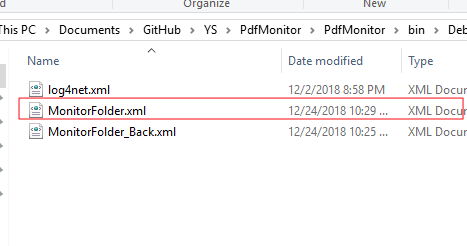 Organize New
This PC > Documents > GitHub > YS > PdfMonitor > PdfMonitor > bin >
Name Date modified Type
log4net.xml 12/2/2018 8:58 PM XML Docu
MonitorFolder.xml 12/24/2018 10:29 ... XML Docu
MonitorFolder_Back.xml 12/24/2018 10:25 ... XML Docu